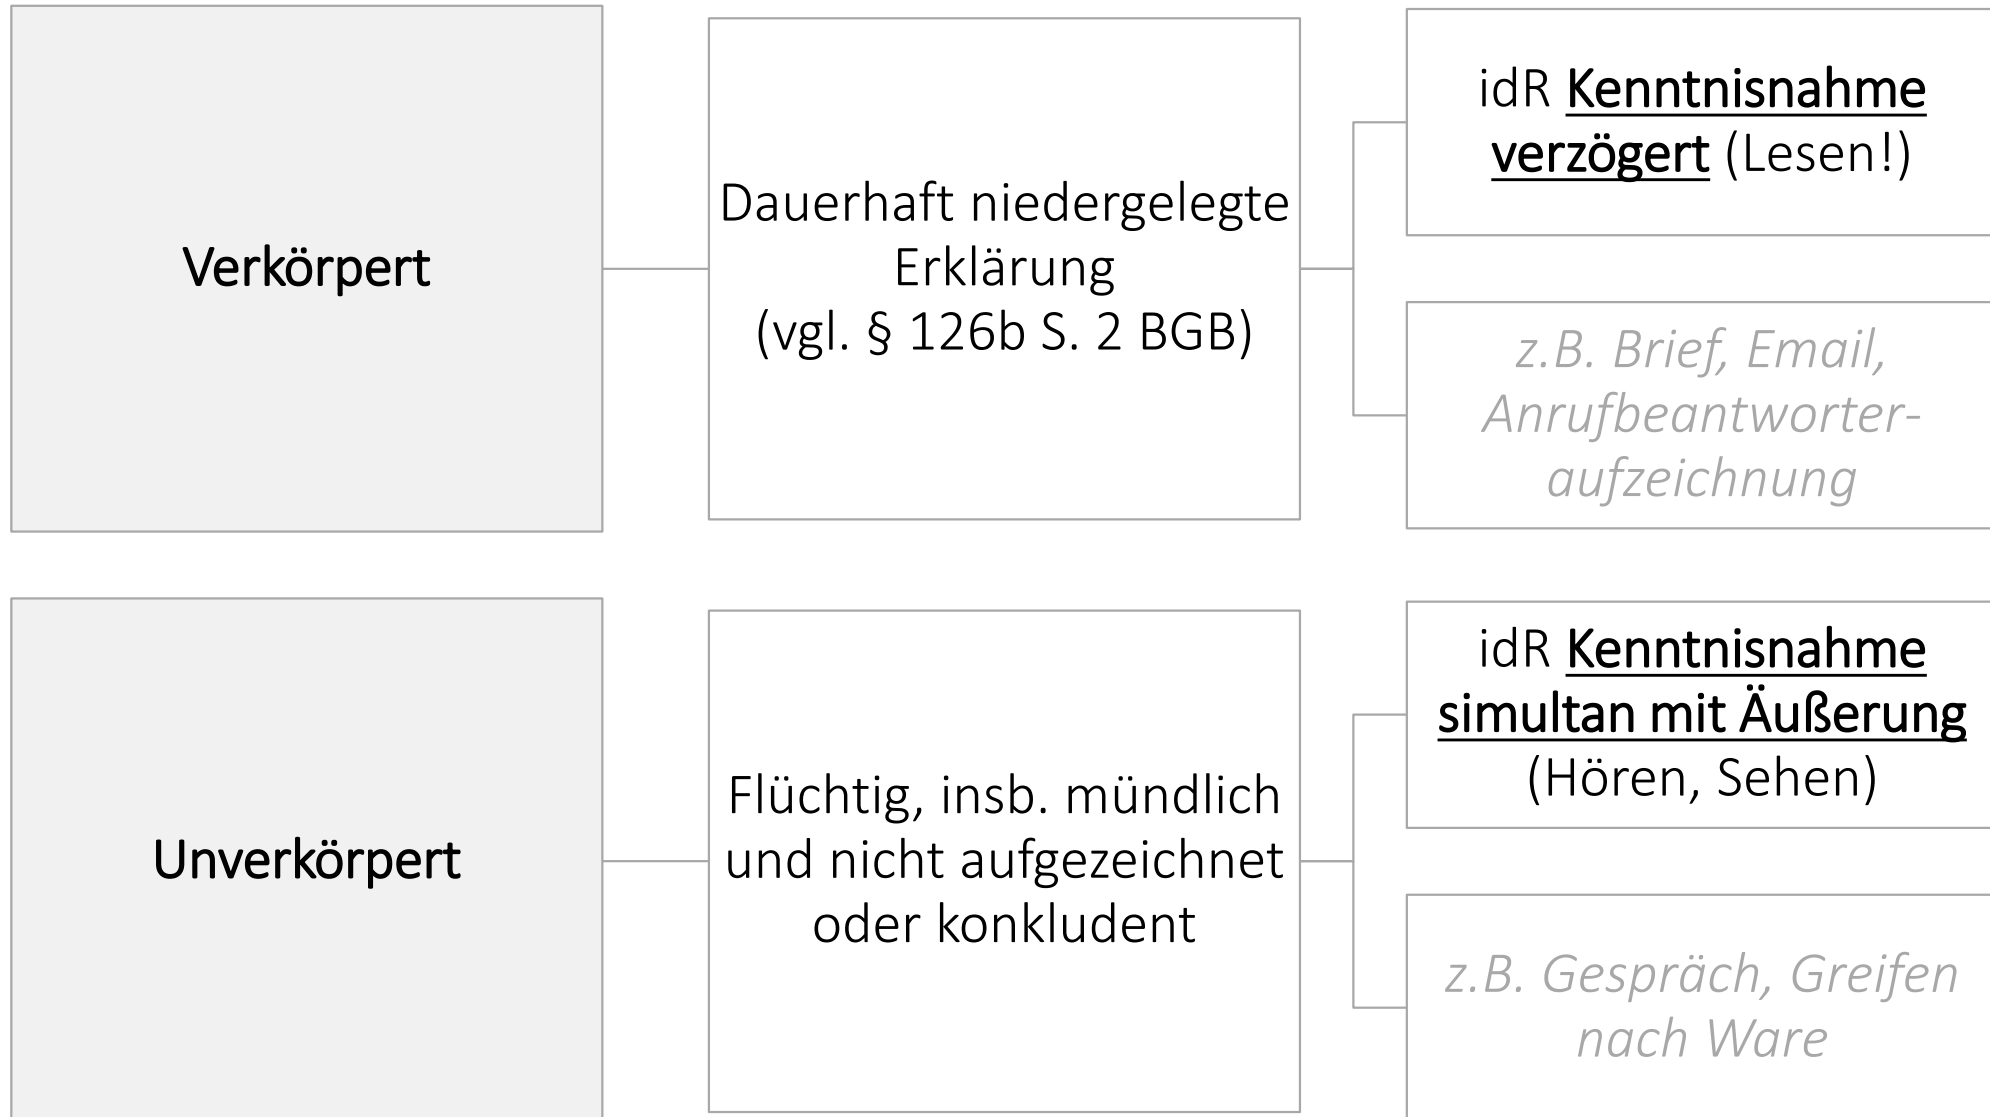 Verkörpert
Dauerhaft niedergelegte
Erklärung
(vgl. § 126b S. 2 BGB)
idR Kenntnisnahme
verzögert (Lesen!)
z.B. Brief, Email,
Anrufbeantworter-
aufzeichnung
Unverkörpert
Flüchtig, insb. mündlich
und nicht aufgezeichnet
oder konkludent
idR Kenntnisnahme
simultan mit Äußerung
(Hören, Sehen)
z.B. Gespräch, Greifen
nach Ware